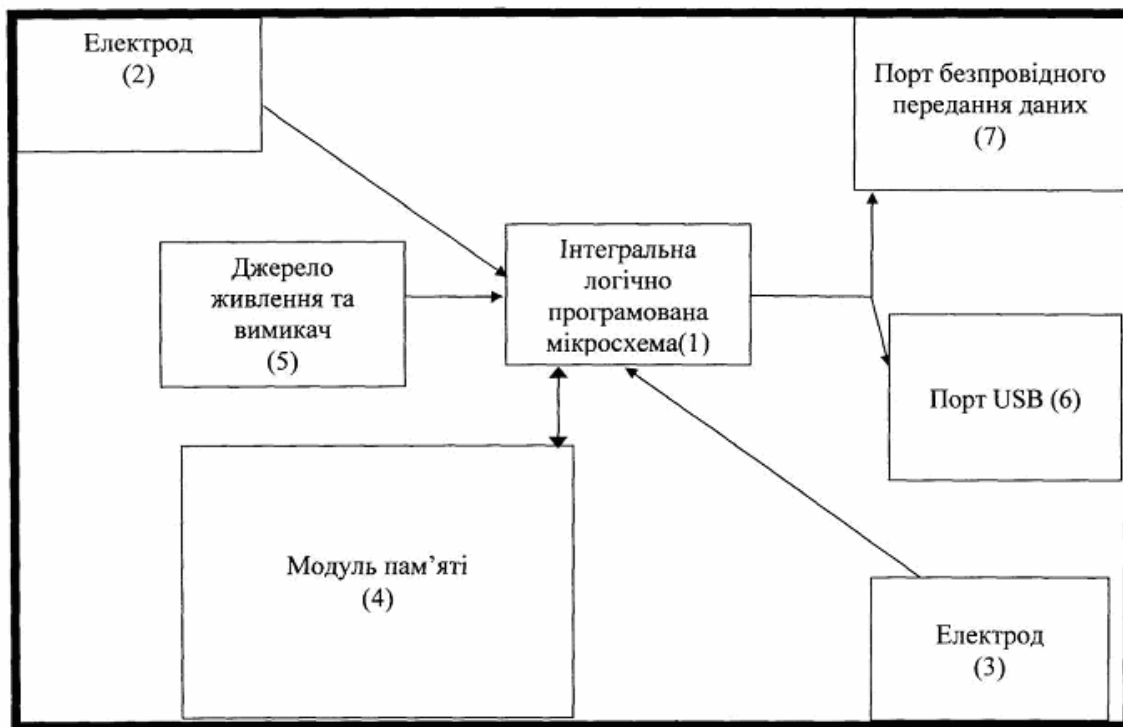 Електрод
(2)
Порт безпровідного
передання даних
(7)
Джерело
живлення та
вимикач
(5)
Інтегральна
логічно
програмована
мікросхема(1)
Порт USB (6)
Модуль пам’яті
(4)
Електрод
(3)